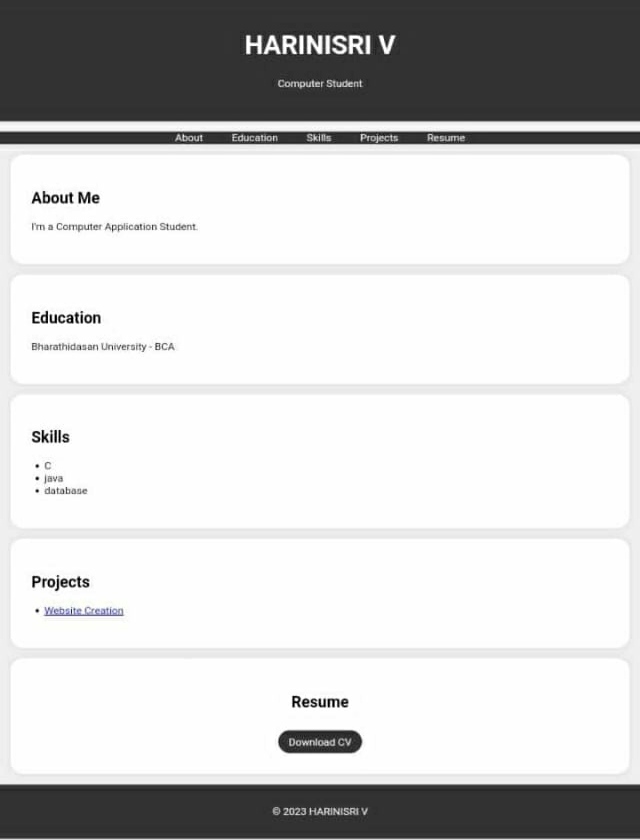 HARINISRI V
Computer Student
About Education Skills Projects Resume
About Me
I'm a Computer Application Student.
Education
Bharathidasan University - BCA
Skills
• C
• java
• database
Projects
• Website Creation
Resume
Download CV
© 2023 HARINISRI V